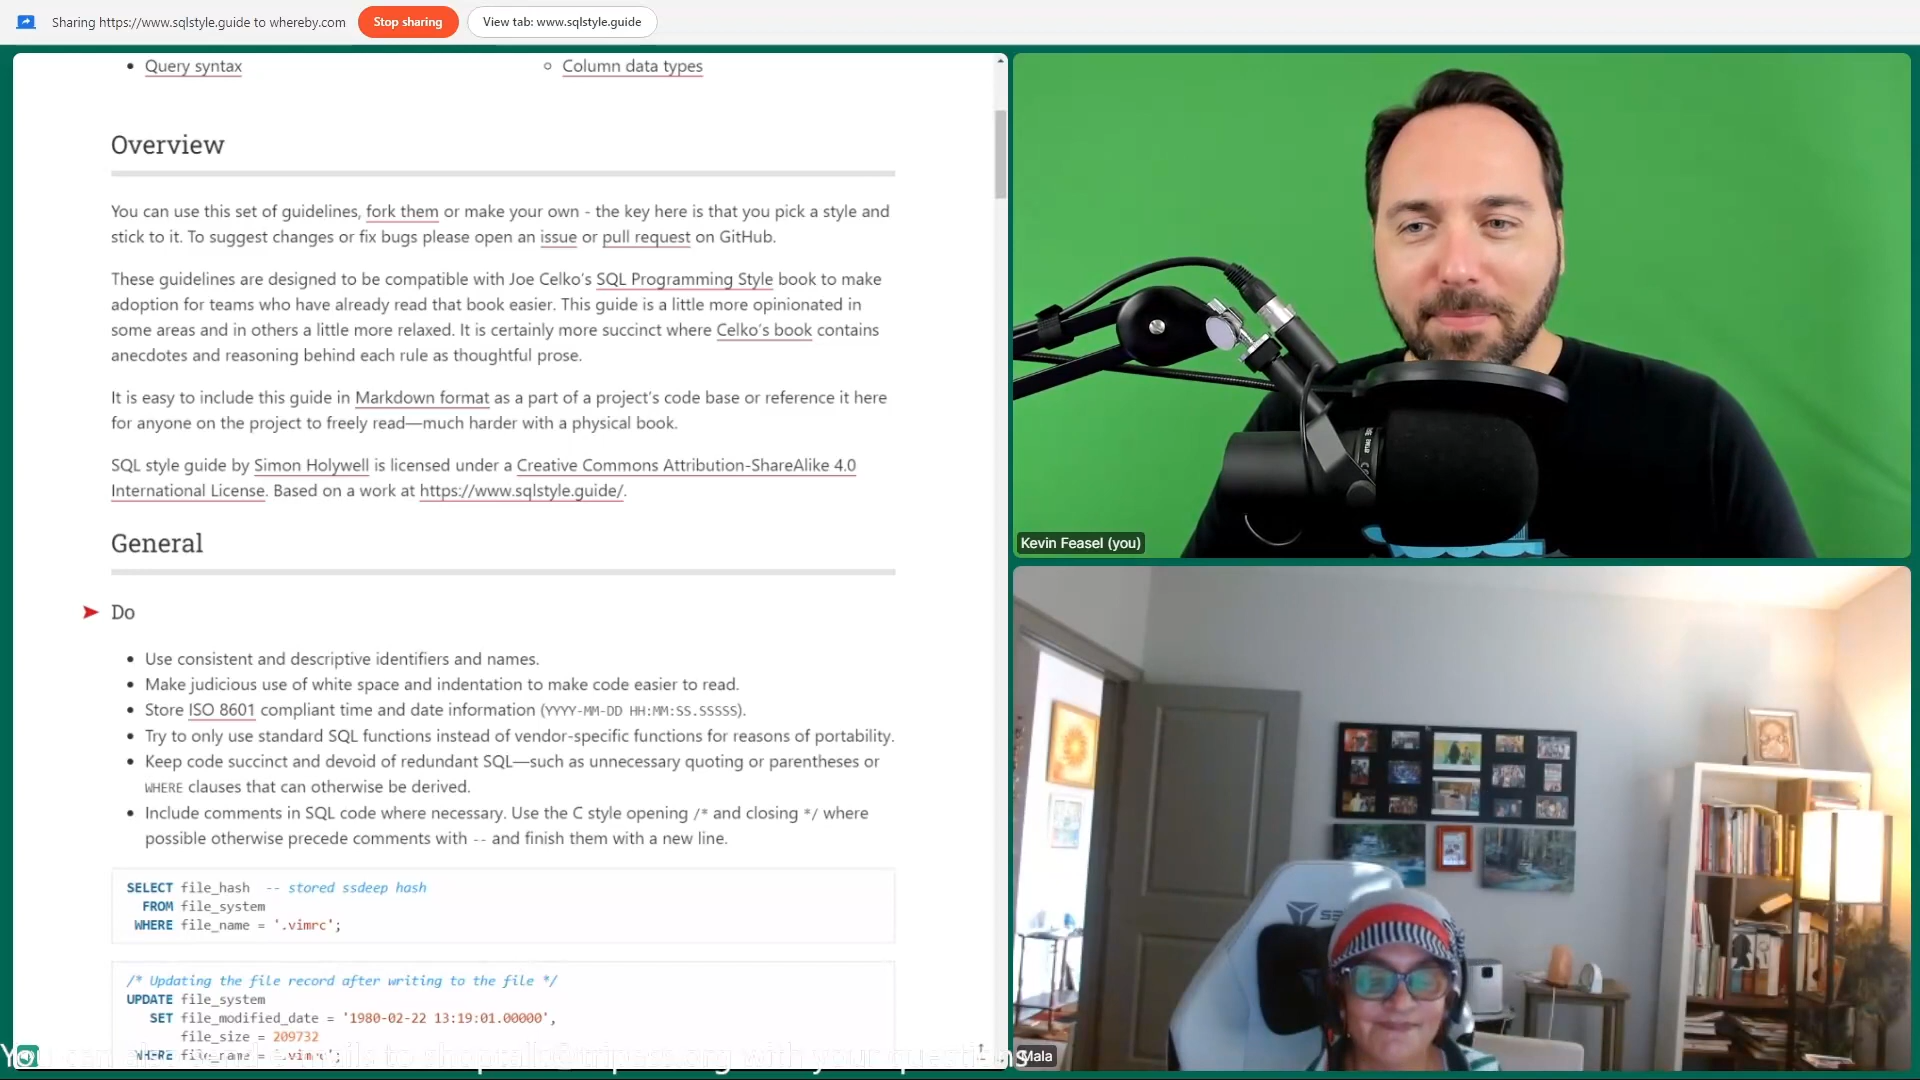 Sharing https://www.sqlstyle.guide to whereby.com
Stop sharing
View tab: www.sqlstyle.guide
Query syntax
Column data types
Overview
You can use this set of guidelines, fork them or make your own - the key here is that you pick a style and
stick to it. To suggest changes or fix bugs please open an issue or pull request on GitHub.
These guidelines are designed to be compatible with Joe Celko's SQL Programming Style book to make
adoption for teams who have already read that book easier. This guide is a little more opinionated in
some areas and in others a little more relaxed. It is certainly more succinct where Celko's book contains
anecdotes and reasoning behind each rule as thoughtful prose.
It is easy to include this guide in Markdown format as a part of a project's code base or reference it here
for anyone on the project to freely read—much harder with a physical book.
SQL style guide by Simon Holywell is licensed under a Creative Commons Attribution-ShareAlike 4.0
International License. Based on a work at https://www.sqlstyle.guide/.
General
Do
Use consistent and descriptive identifiers and names.
Make judicious use of white space and indentation to make code easier to read.
Store ISO 8601 compliant time and date information (YYYY-MM-DD HH:MM:SS.SSSSS).
Try to only use standard SQL functions instead of vendor-specific functions for reasons of portability.
Keep code succinct and devoid of redundant SQL—such as unnecessary quoting or parentheses or
WHERE clauses that can otherwise be derived.
Include comments in SQL code where necessary. Use the C style opening /* and closing */ where
possible otherwise precede comments with -- and finish them with a new line.
SELECT file_hash  -- stored ssdeep hash
FROM file_system
WHERE file_name = '.vimrc';
/* Updating the file record after writing to the file */
UPDATE file_system
SET file_modified_date = '1980-02-22 13:19:01.00000',
file_size = 209732
WHERE file_name = '.vimrc';
You can also send emails to shopcalls@tripass.org with your questions
Kevin Feasel (you)
Mala